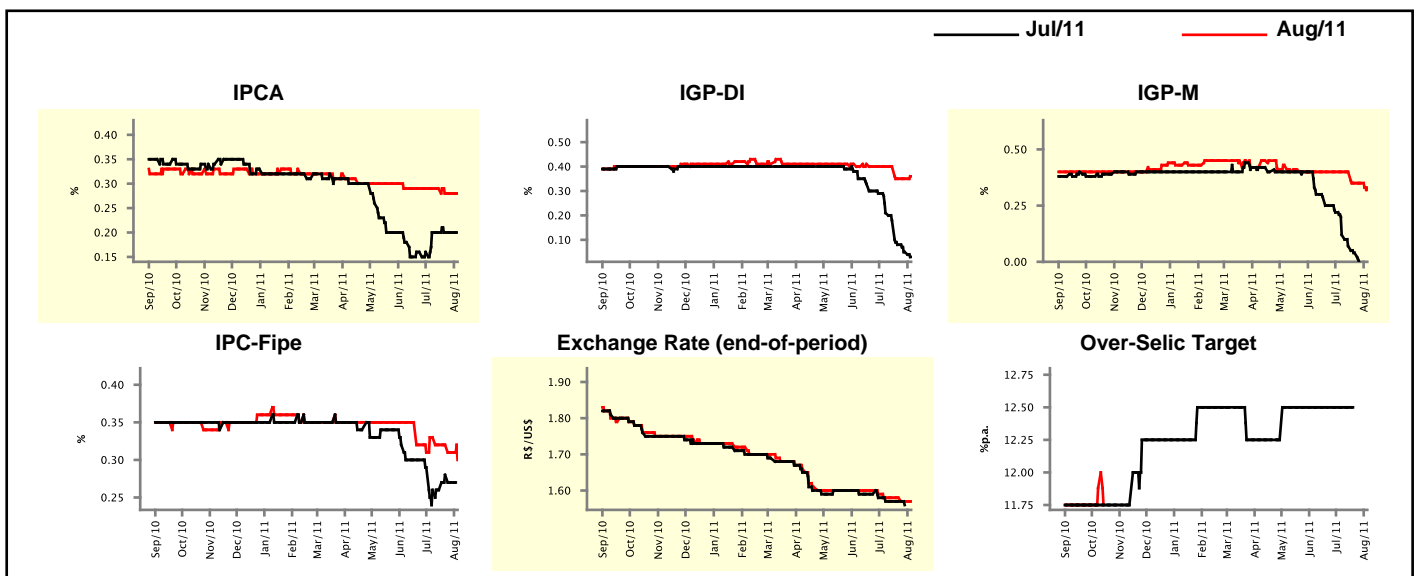 Jul/11 Aug/11
IPCA
%
0.40
0.35
0.30
0.25
0.20
0.15
Sep/10 Oct/10 Nov/10 Dec/10 Jan/11 Feb/11 Mar/11 Apr/11 May/11 Jun/11 Jul/11 Aug/11
IGP-DI
%
0.50
0.40
0.30
0.20
0.10
Sep/10 Oct/10 Nov/10 Dec/10 Jan/11 Feb/11 Mar/11 Apr/11 May/11 Jun/11 Jul/11 Aug/11
IGP-M
%
0.50
0.25
0.00
Sep/10 Oct/10 Nov/10 Dec/10 Jan/11 Feb/11 Mar/11 Apr/11 May/11 Jun/11 Jul/11 Aug/11
IPC-Fipe
%
0.40
0.35
0.30
0.25
Sep/10 Oct/10 Nov/10 Dec/10 Jan/11 Feb/11 Mar/11 Apr/11 May/11 Jun/11 Jul/11 Aug/11
Exchange Rate (end-of-period)
R$/US$
1.90
1.80
1.70
1.60
Sep/10 Oct/10 Nov/10 Dec/10 Jan/11 Feb/11 Mar/11 Apr/11 May/11 Jun/11 Jul/11 Aug/11
Over-Selic Target
%p.a.
12.75
12.50
12.25
12.00
11.75
Sep/10 Oct/10 Nov/10 Dec/10 Jan/11 Feb/11 Mar/11 Apr/11 May/11 Jun/11 Jul/11 Aug/11